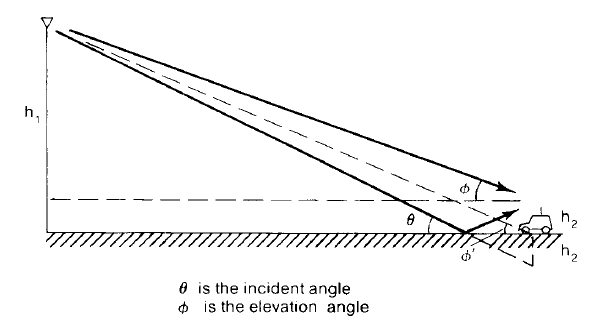 h₁
ϕ
θ
h₂
ϕ'
h₂
θ is the incident angle
ϕ is the elevation angle